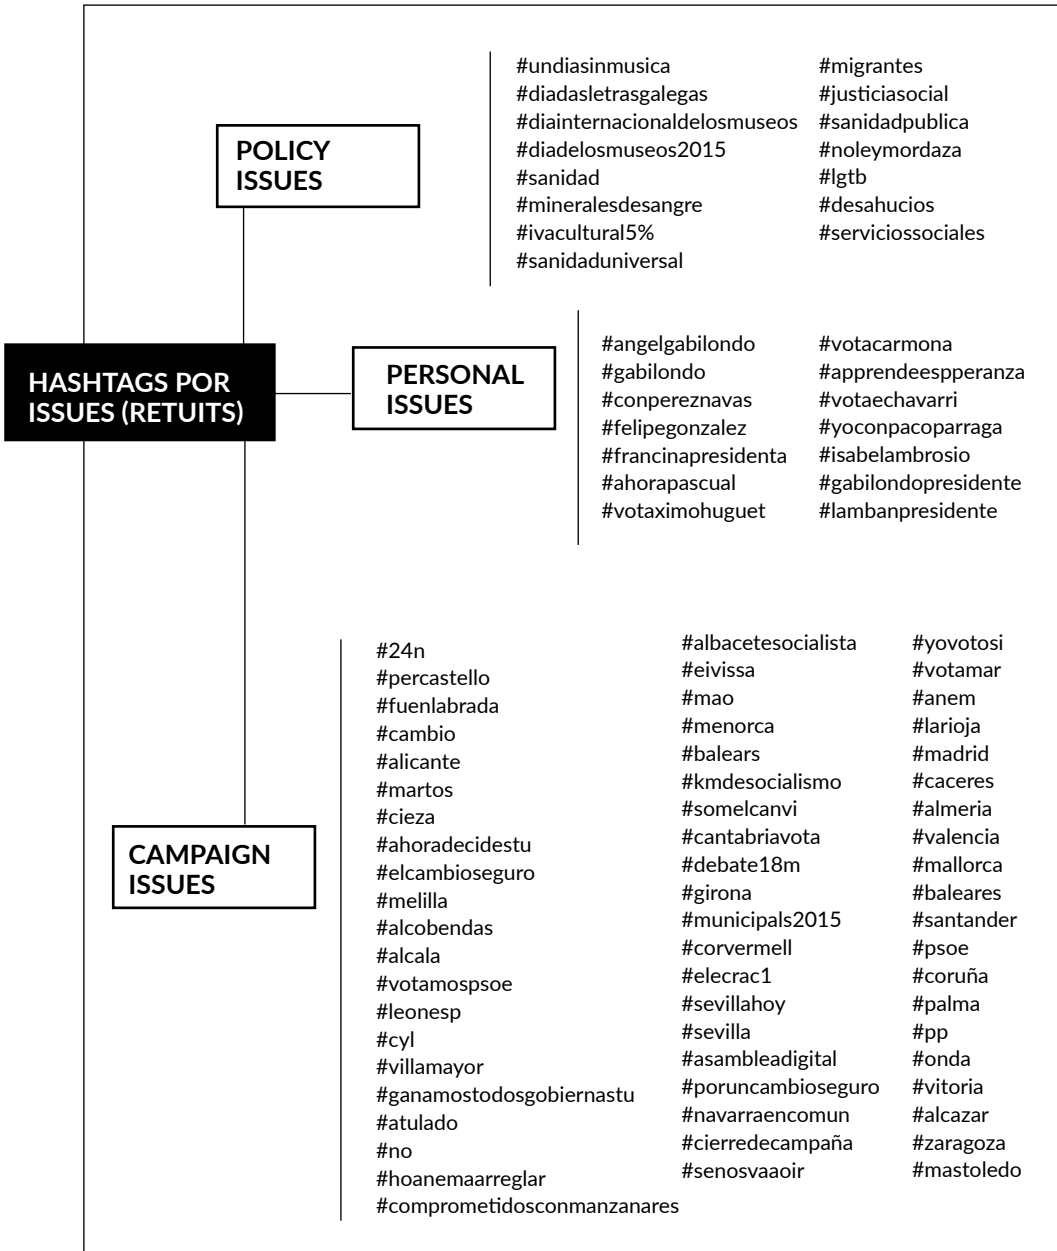 POLICY
ISSUES
#undiasinmusica
#diadasletrasgalegas
#diainternacionaldelosmuseos
#diadelosmuseos2015
#sanidad
#mineralesdesangre
#ivacultural5%
#sanidaduniversal
#migrantes
#justiciasocial
#sanidadpublica
#noleymordaza
#lgtb
#desahucios
#serviciossociales
HASHTAGS POR
ISSUES (RETUITS)
PERSONAL
ISSUES
#angelgabilondo
#gabilondo
#conpereznavas
#felipegonzalez
#francinapresidenta
#ahorapascual
#votaximohuguet
#votacarmona
#apprendeespperanza
#votaechavarri
#yoconpacoparraga
#isabelambrosio
#gabilondopresidente
#lambanpresidente
CAMPAIGN
ISSUES
#24n
#percastello
#fuenlabrada
#cambio
#alicante
#martos
#cieza
#ahoradecidestu
#elcambioseguro
#melilla
#alcobendas
#alcala
#votamospsoe
#leonesp
#cyl
#villamayor
#ganamostodosgobiernastu
#atulado
#no
#hoanemaarreglar
#comprometidosconmanzanares
#albacetesocialista
#eivissa
#mao
#menorca
#balears
#kmdesocialismo
#somelcanvi
#cantabriavota
#debate18m
#girona
#municipals2015
#corvermell
#elecrac1
#sevillahoy
#sevilla
#asambleadigital
#poruncambioseguro
#navarraencomun
#cierredecampaña
#senosvaaoir
#yovotosi
#votamar
#anem
#larioja
#madrid
#caceres
#almeria
#valencia
#mallorca
#baleares
#santander
#psoe
#coruña
#palma
#pp
#onda
#vitoria
#alcazar
#zaragoza
#mastoledo